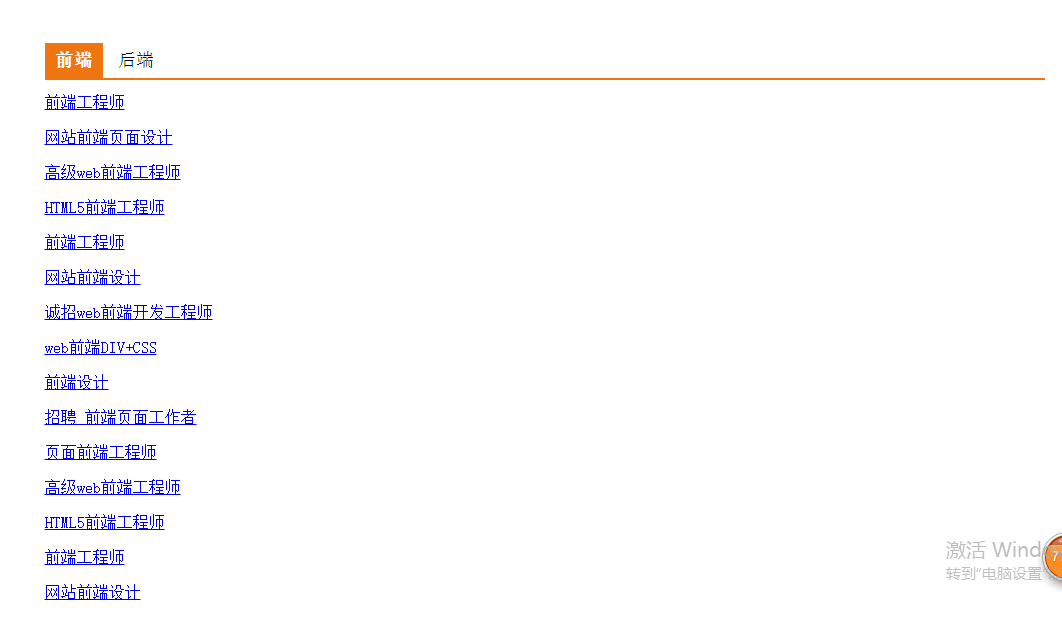 前端 后端
前端工程师
网站前端页面设计
高级web前端工程师
HTML5前端工程师
前端工程师
网站前端设计
诚招web前端开发工程师
web前端DIV+CSS
前端设计
招聘 前端页面工作者
页面前端工程师
高级web前端工程师
HTML5前端工程师
前端工程师
网站前端设计
激活 Wind
转到"电脑设置"